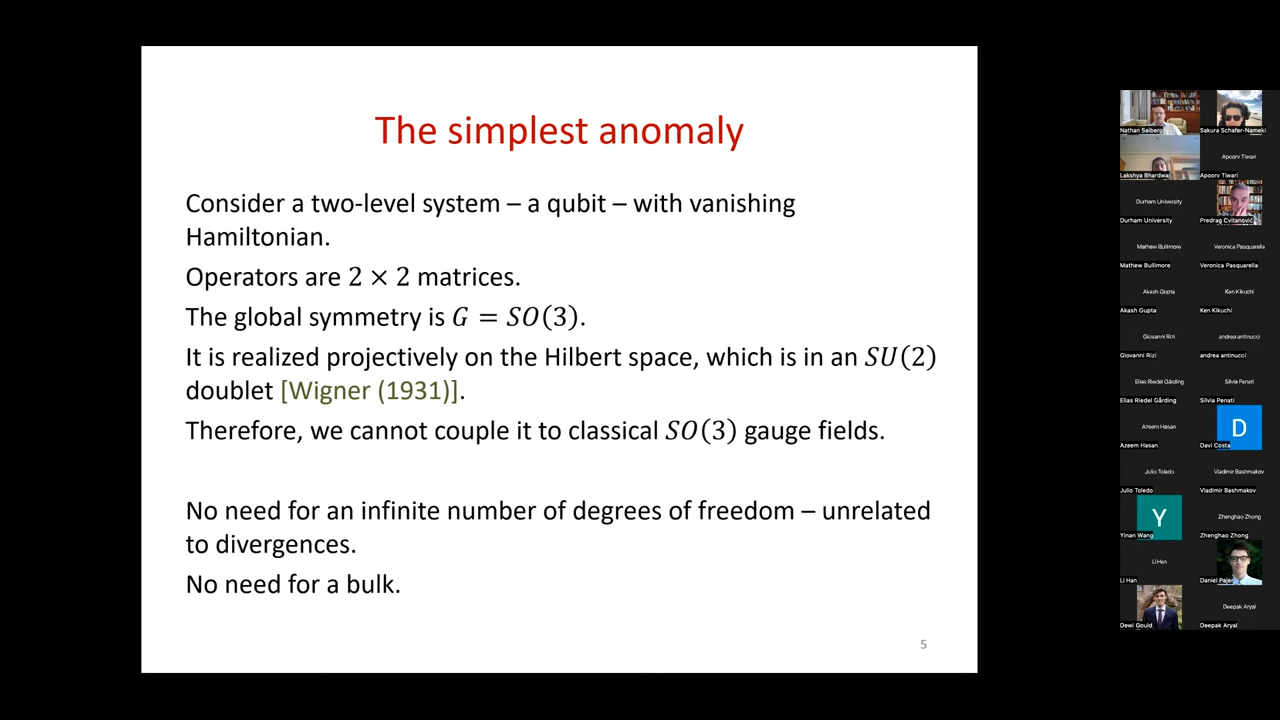 The simplest anomaly
Consider a two-level system – a qubit – with vanishing
Hamiltonian.
Operators are 2 × 2 matrices.
The global symmetry is G = SO(3).
It is realized projectively on the Hilbert space, which is in an SU(2)
doublet [Wigner (1931)].
Therefore, we cannot couple it to classical SO(3) gauge fields.
No need for an infinite number of degrees of freedom – unrelated
to divergences.
No need for a bulk.
5
Nathan Seiberg
Sakura Schafer-Nameki
Lakshya Bhardwaj
Apoorv Tiwari
Apoorv Tiwari
Durham University
Durham University
Predrag Cvitanović
Mathew Bullimore
Mathew Bullimore
Veronica Pasquarella
Veronica Pasquarella
Akash Gupta
Akash Gupta
Ken Kikuchi
Ken Kikuchi
Giovanni Rizi
Giovanni Rizi
andrea antinucci
andrea antinucci
Elias Riedel Gårding
Elias Riedel Gårding
Silvia Penati
Silvia Penati
Azeem Hasan
Azeem Hasan
D
Davi Costa
Julio Toledo
Julio Toledo
Vladimir Bashmakov
Vladimir Bashmakov
Y
Yinan Wang
Zhenghao Zhong
Zhenghao Zhong
Li Han
Li Han
Daniel Pajer
Dewi Gould
Deepak Aryal
Deepak Aryal